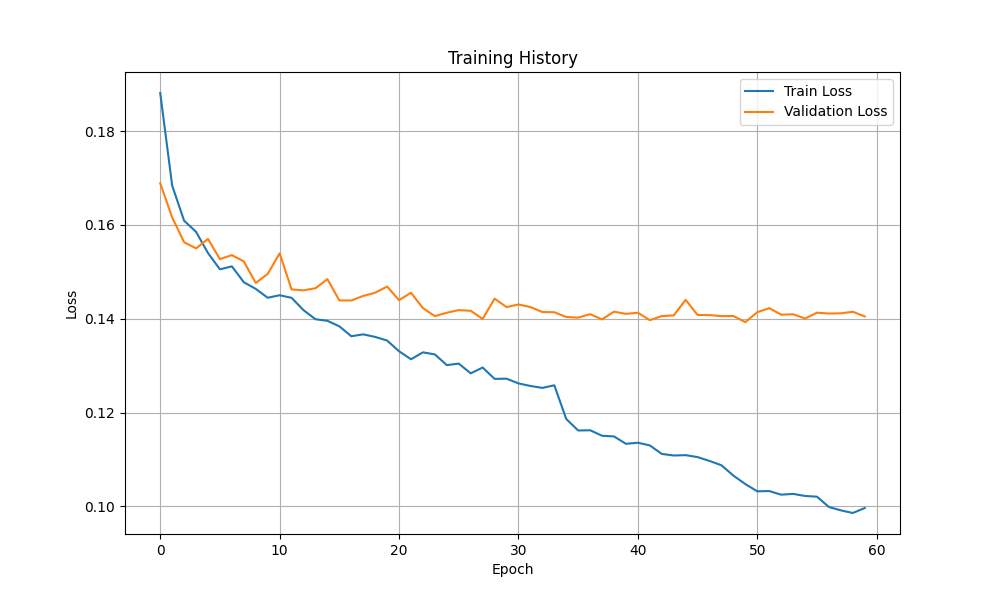 Training History
Train Loss
Validation Loss
Loss
0.18
0.16
0.14
0.12
0.10
0 10 20 30 40 50 60
Epoch